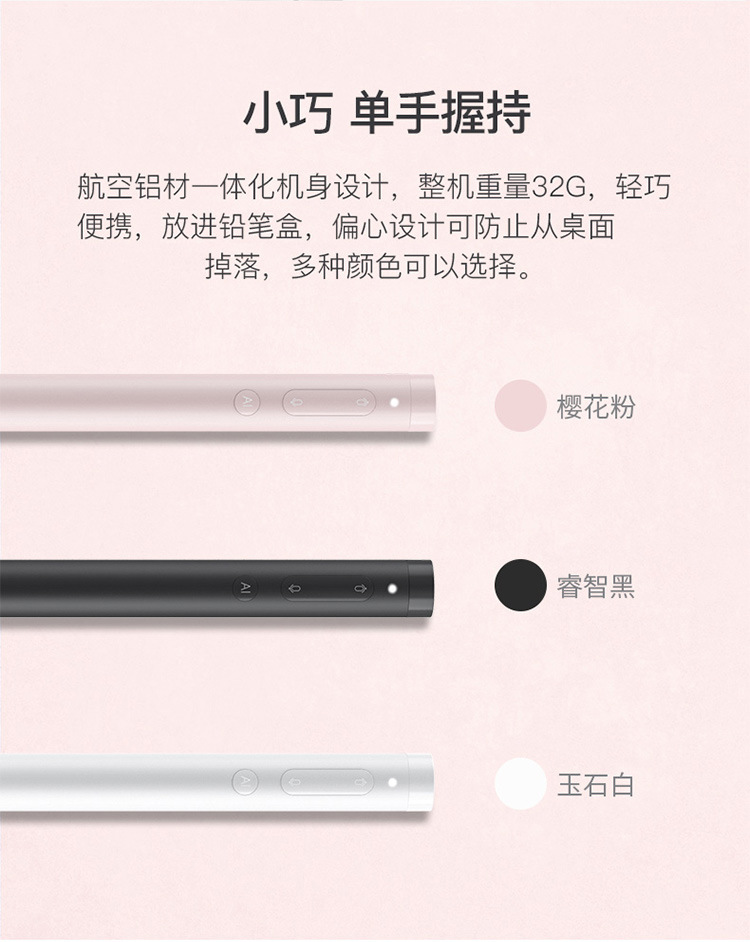 小巧 单手握持
航空铝材一体化机身设计，整机重量32G，轻巧
便携，放进铅笔盒，偏心设计可防止从桌面
掉落，多种颜色可以选择。
AI
樱花粉
AI
睿智黑
AI
玉石白